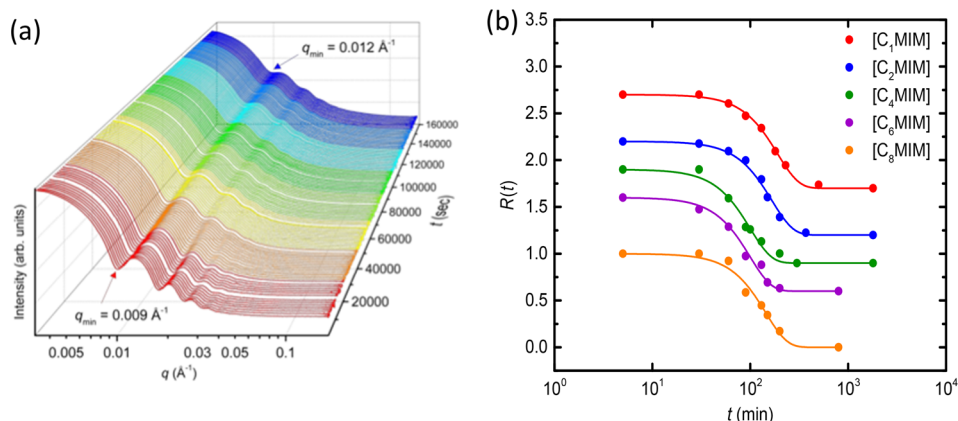 (a)
q_min = 0.012 Å⁻¹
160000
140000
120000
100000
80000
60000
40000
20000
t (sec)
Intensity (arb. units)
q_min = 0.009 Å⁻¹
0.005
0.01
0.03
0.05
0.1
q (Å⁻¹)
(b)
3.5
3.0
2.5
2.0
1.5
1.0
0.5
0.0
R(t)
[C₁MIM]
[C₂MIM]
[C₄MIM]
[C₆MIM]
[C₈MIM]
10⁰
10¹
10²
10³
10⁴
t (min)